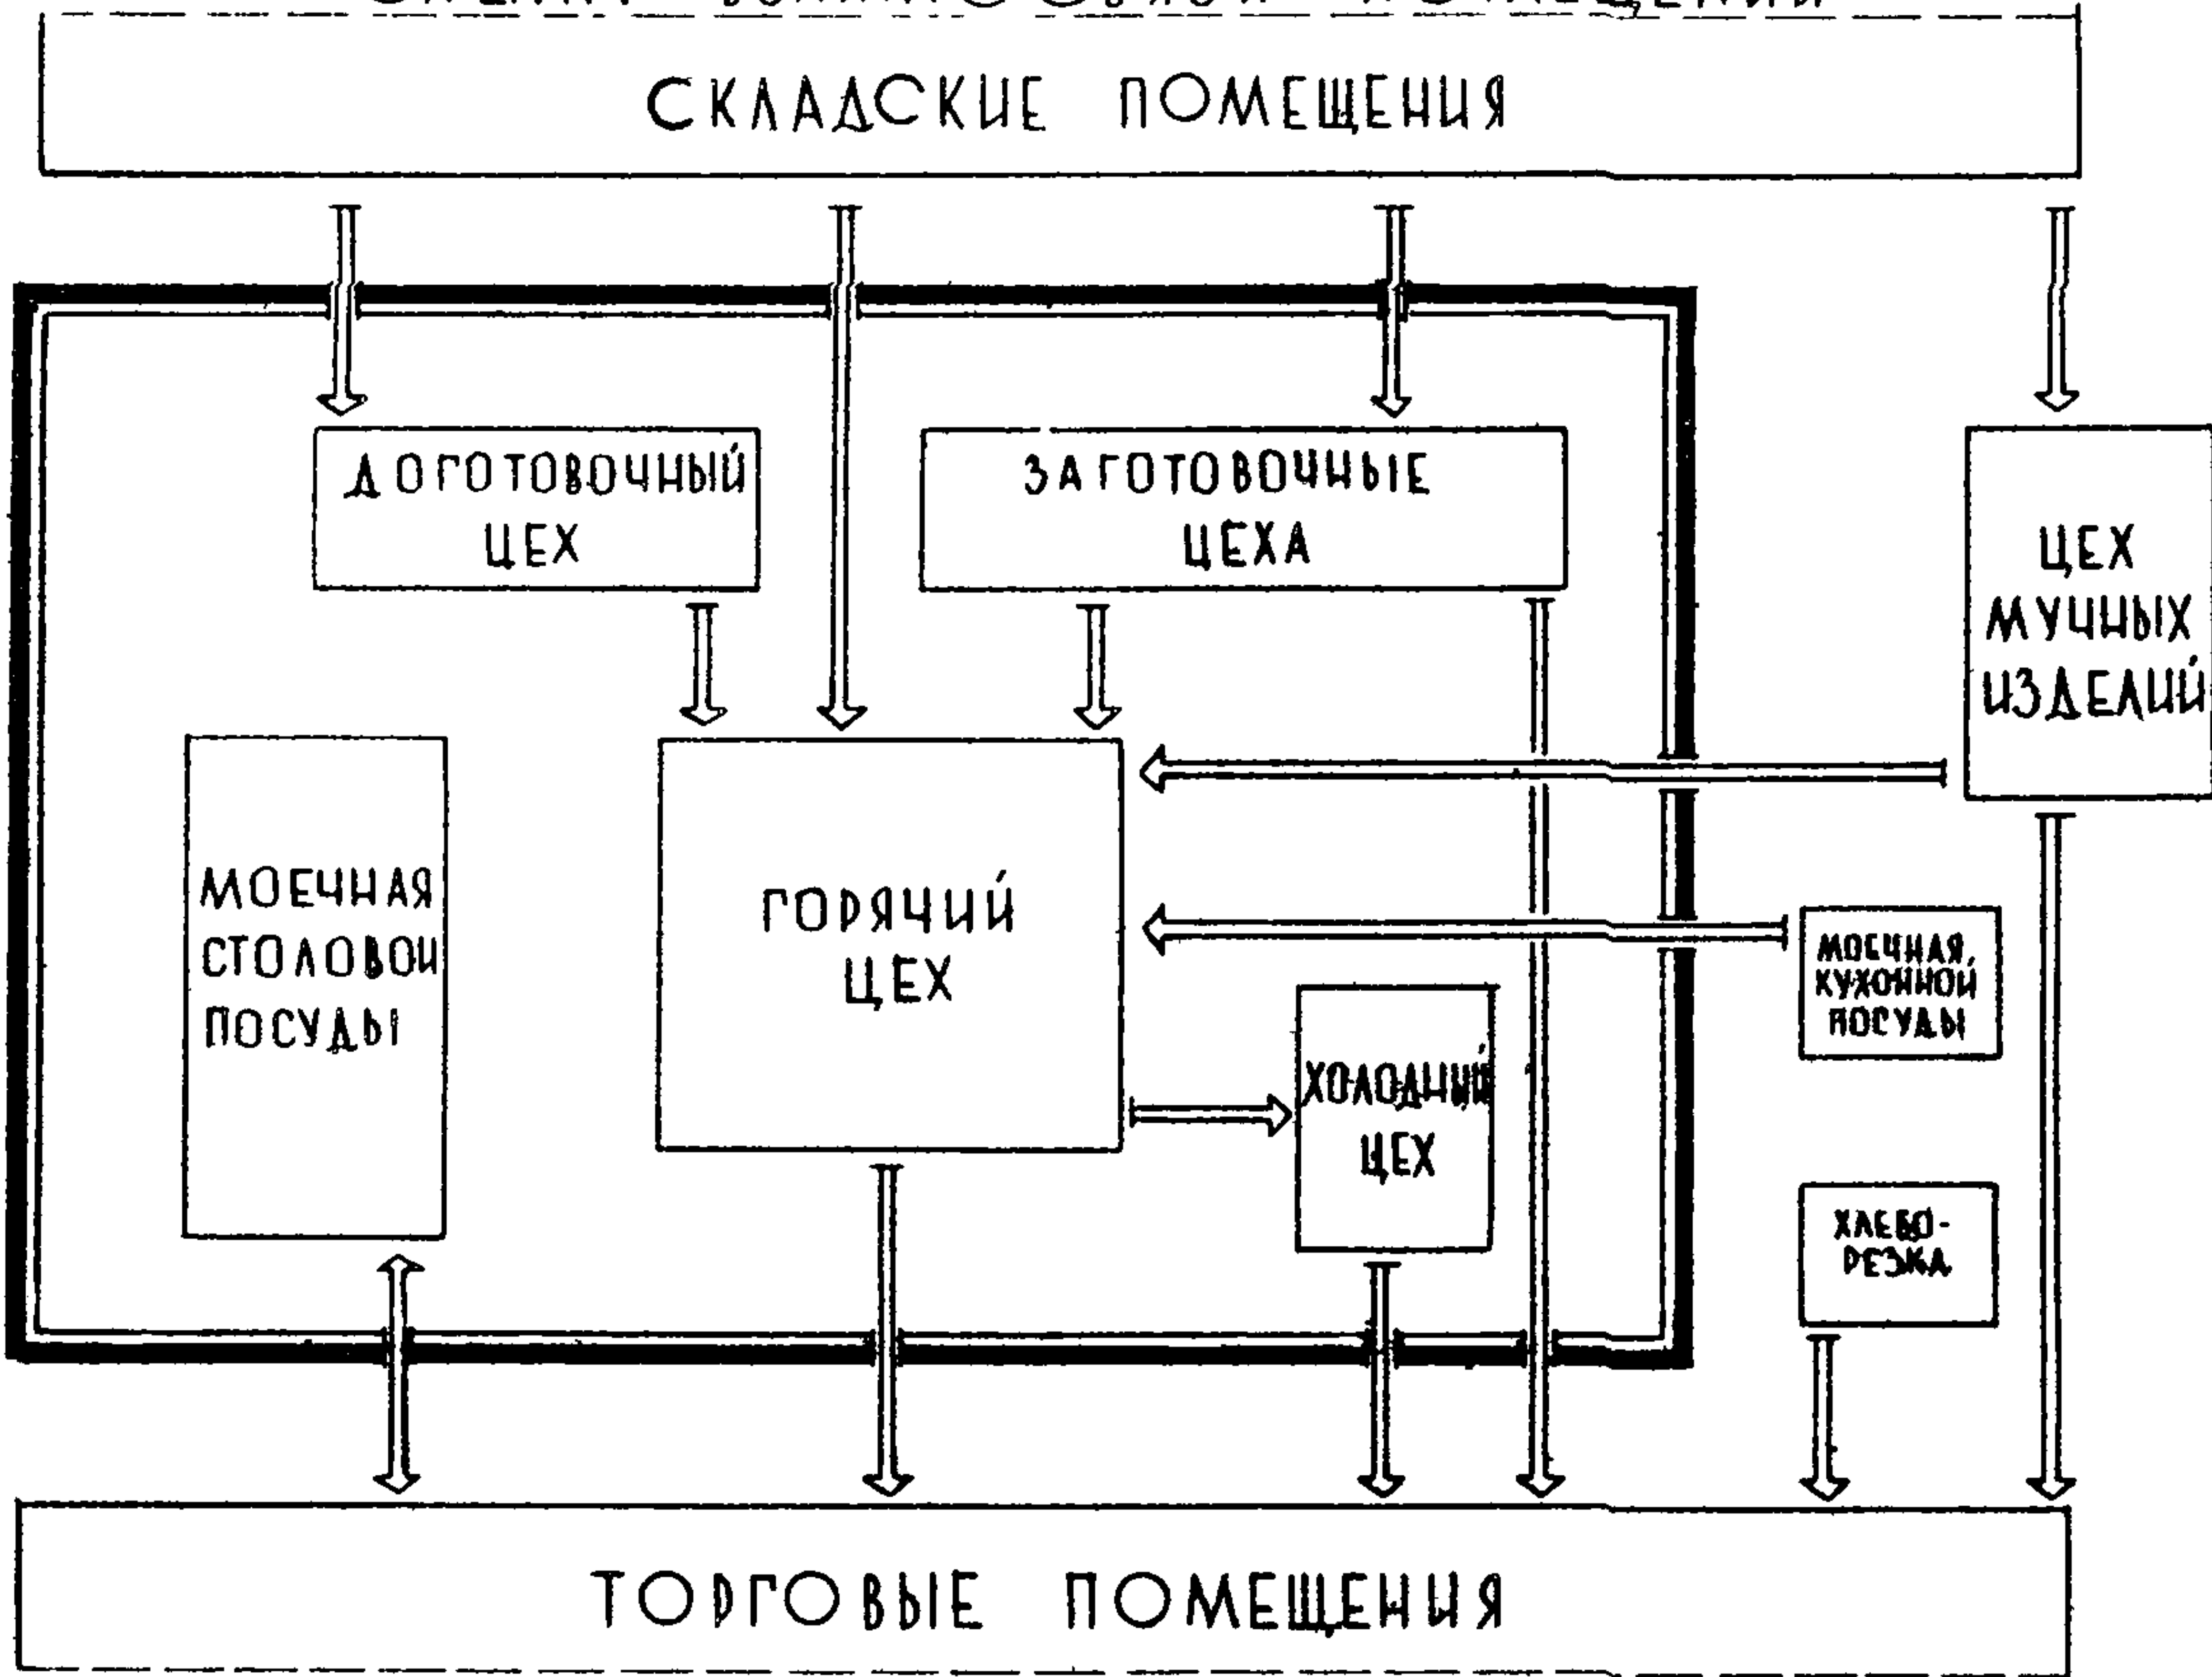 СКЛАДСКИЕ ПОМЕЩЕНИЯ
ДОГОТОВОЧНЫЙ
ЦЕХ
ЗАГОТОВОЧНЫЕ
ЦЕХА
ЦЕХ
МУЧНЫХ
ИЗДЕЛИЙ
МОЕЧНАЯ
СТОЛОВОЙ
ПОСУДЫ
ГОРЯЧИЙ
ЦЕХ
МОЕЧНАЯ
КУХОННОЙ
ПОСУДЫ
ХОЛОДНЫЙ
ЦЕХ
ХЛЕБО-
РЕЗКА
ТОРГОВЫЕ ПОМЕЩЕНИЯ